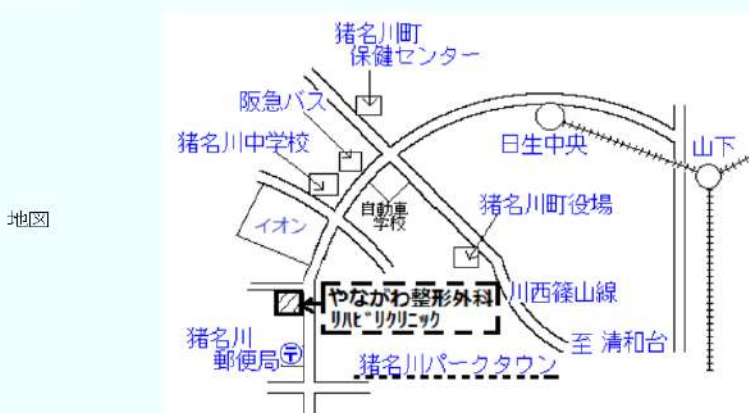 地図
猪名川町
保健センター
阪急バス
猪名川中学校
日生中央
山下
自動車
学校
猪名川町役場
イオン
やながわ整形外科
リハビリクリニック
川西篠山線
猪名川
郵便局〒
至 清和台
猪名川パークタウン